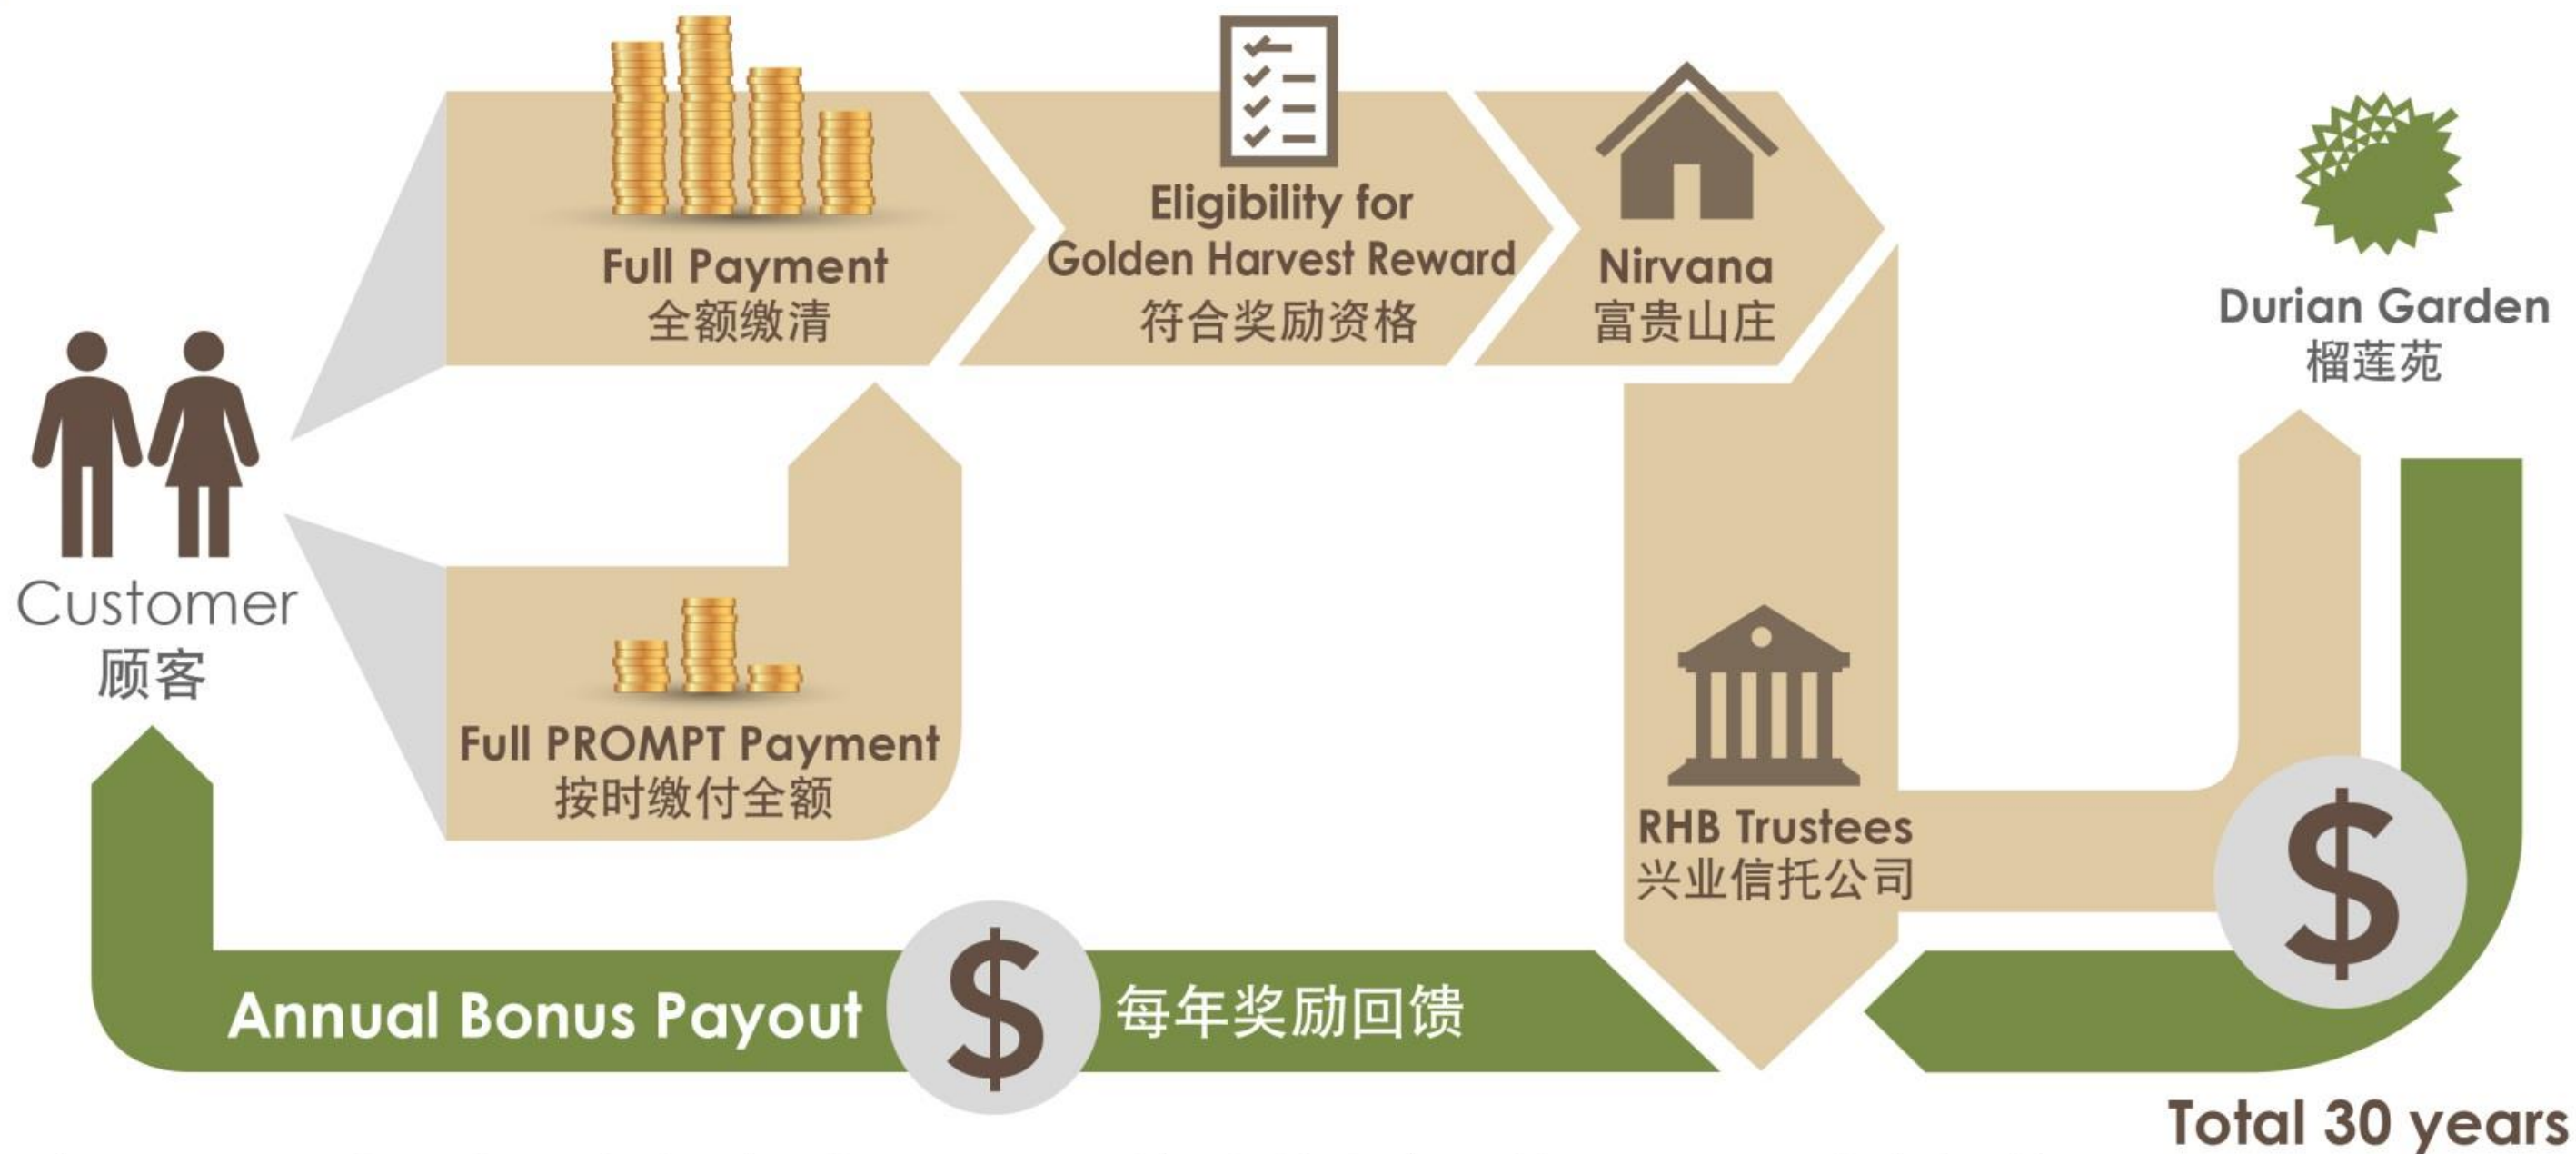 Full Payment
全额缴清
Eligibility for
Golden Harvest Reward
符合奖励资格
Nirvana
富贵山庄
Durian Garden
榴莲苑
Customer
顾客
Full PROMPT Payment
按时缴付全额
RHB Trustees
兴业信托公司
$
Annual Bonus Payout
$
每年奖励回馈
Total 30 years